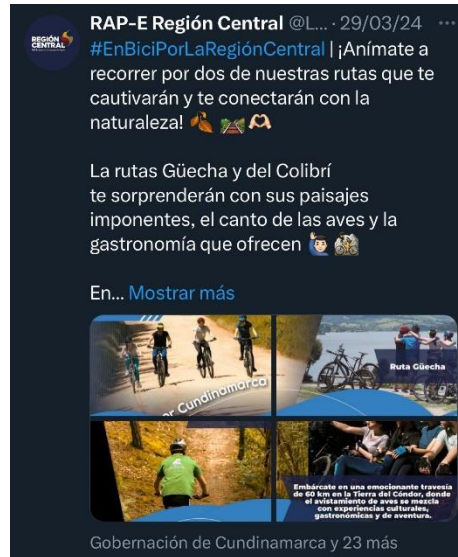 REGIÓN
CENTRAL
RAP-E Región Central @L... · 29/03/24 ···
#EnBiciPorLaRegiónCentral | ¡Anímate a
recorrer por dos de nuestras rutas que te
cautivarán y te conectarán con la
naturaleza! 🍂 🛤️ 🫶🏻
La rutas Güecha y del Colibrí
te sorprenderán con sus paisajes
imponentes, el canto de las aves y la
gastronomía que ofrecen 🙋🏻‍♂️ 🚵🏻
En... Mostrar más
or Cundinamarca
Ruta Güecha
Embárcate en una emocionante travesía
de 60 km en la Tierra del Cóndor, donde
el avistamiento de aves se mezcla
con experiencias culturales,
gastronómicas y de aventura.
Gobernación de Cundinamarca y 23 más